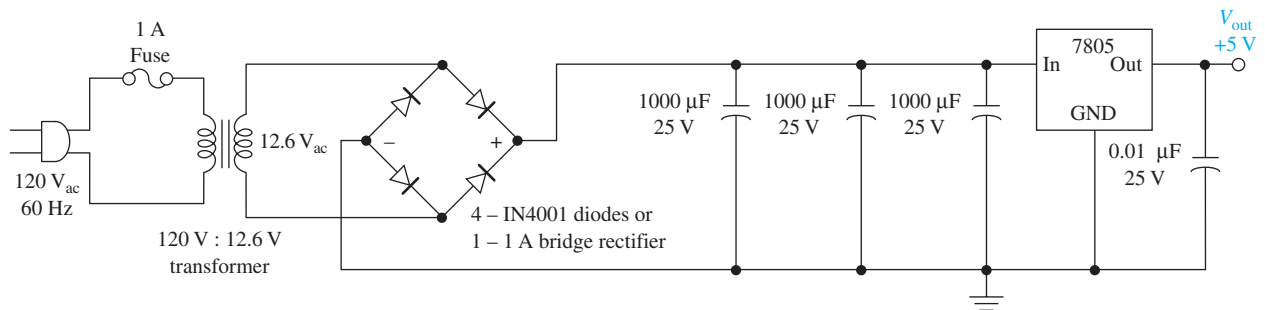 1 A
Fuse
120 Vac
60 Hz
120 V : 12.6 V
transformer
12.6 Vac
–
+
4 – IN4001 diodes or
1 – 1 A bridge rectifier
1000 μF
25 V
1000 μF
25 V
1000 μF
25 V
7805
In Out
GND
0.01 μF
25 V
Vout
+5 V